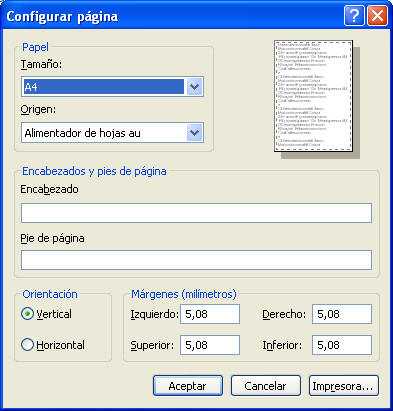 Configurar página
Papel
Tamaño:
A4
Origen:
Alimentador de hojas au
Encabezados y pies de página
Encabezado
Pie de página
Orientación
Vertical
Horizontal
Márgenes (milímetros)
Izquierdo: 5,08 Derecho: 5,08
Superior: 5,08 Inferior: 5,08
Aceptar Cancelar Impresora...